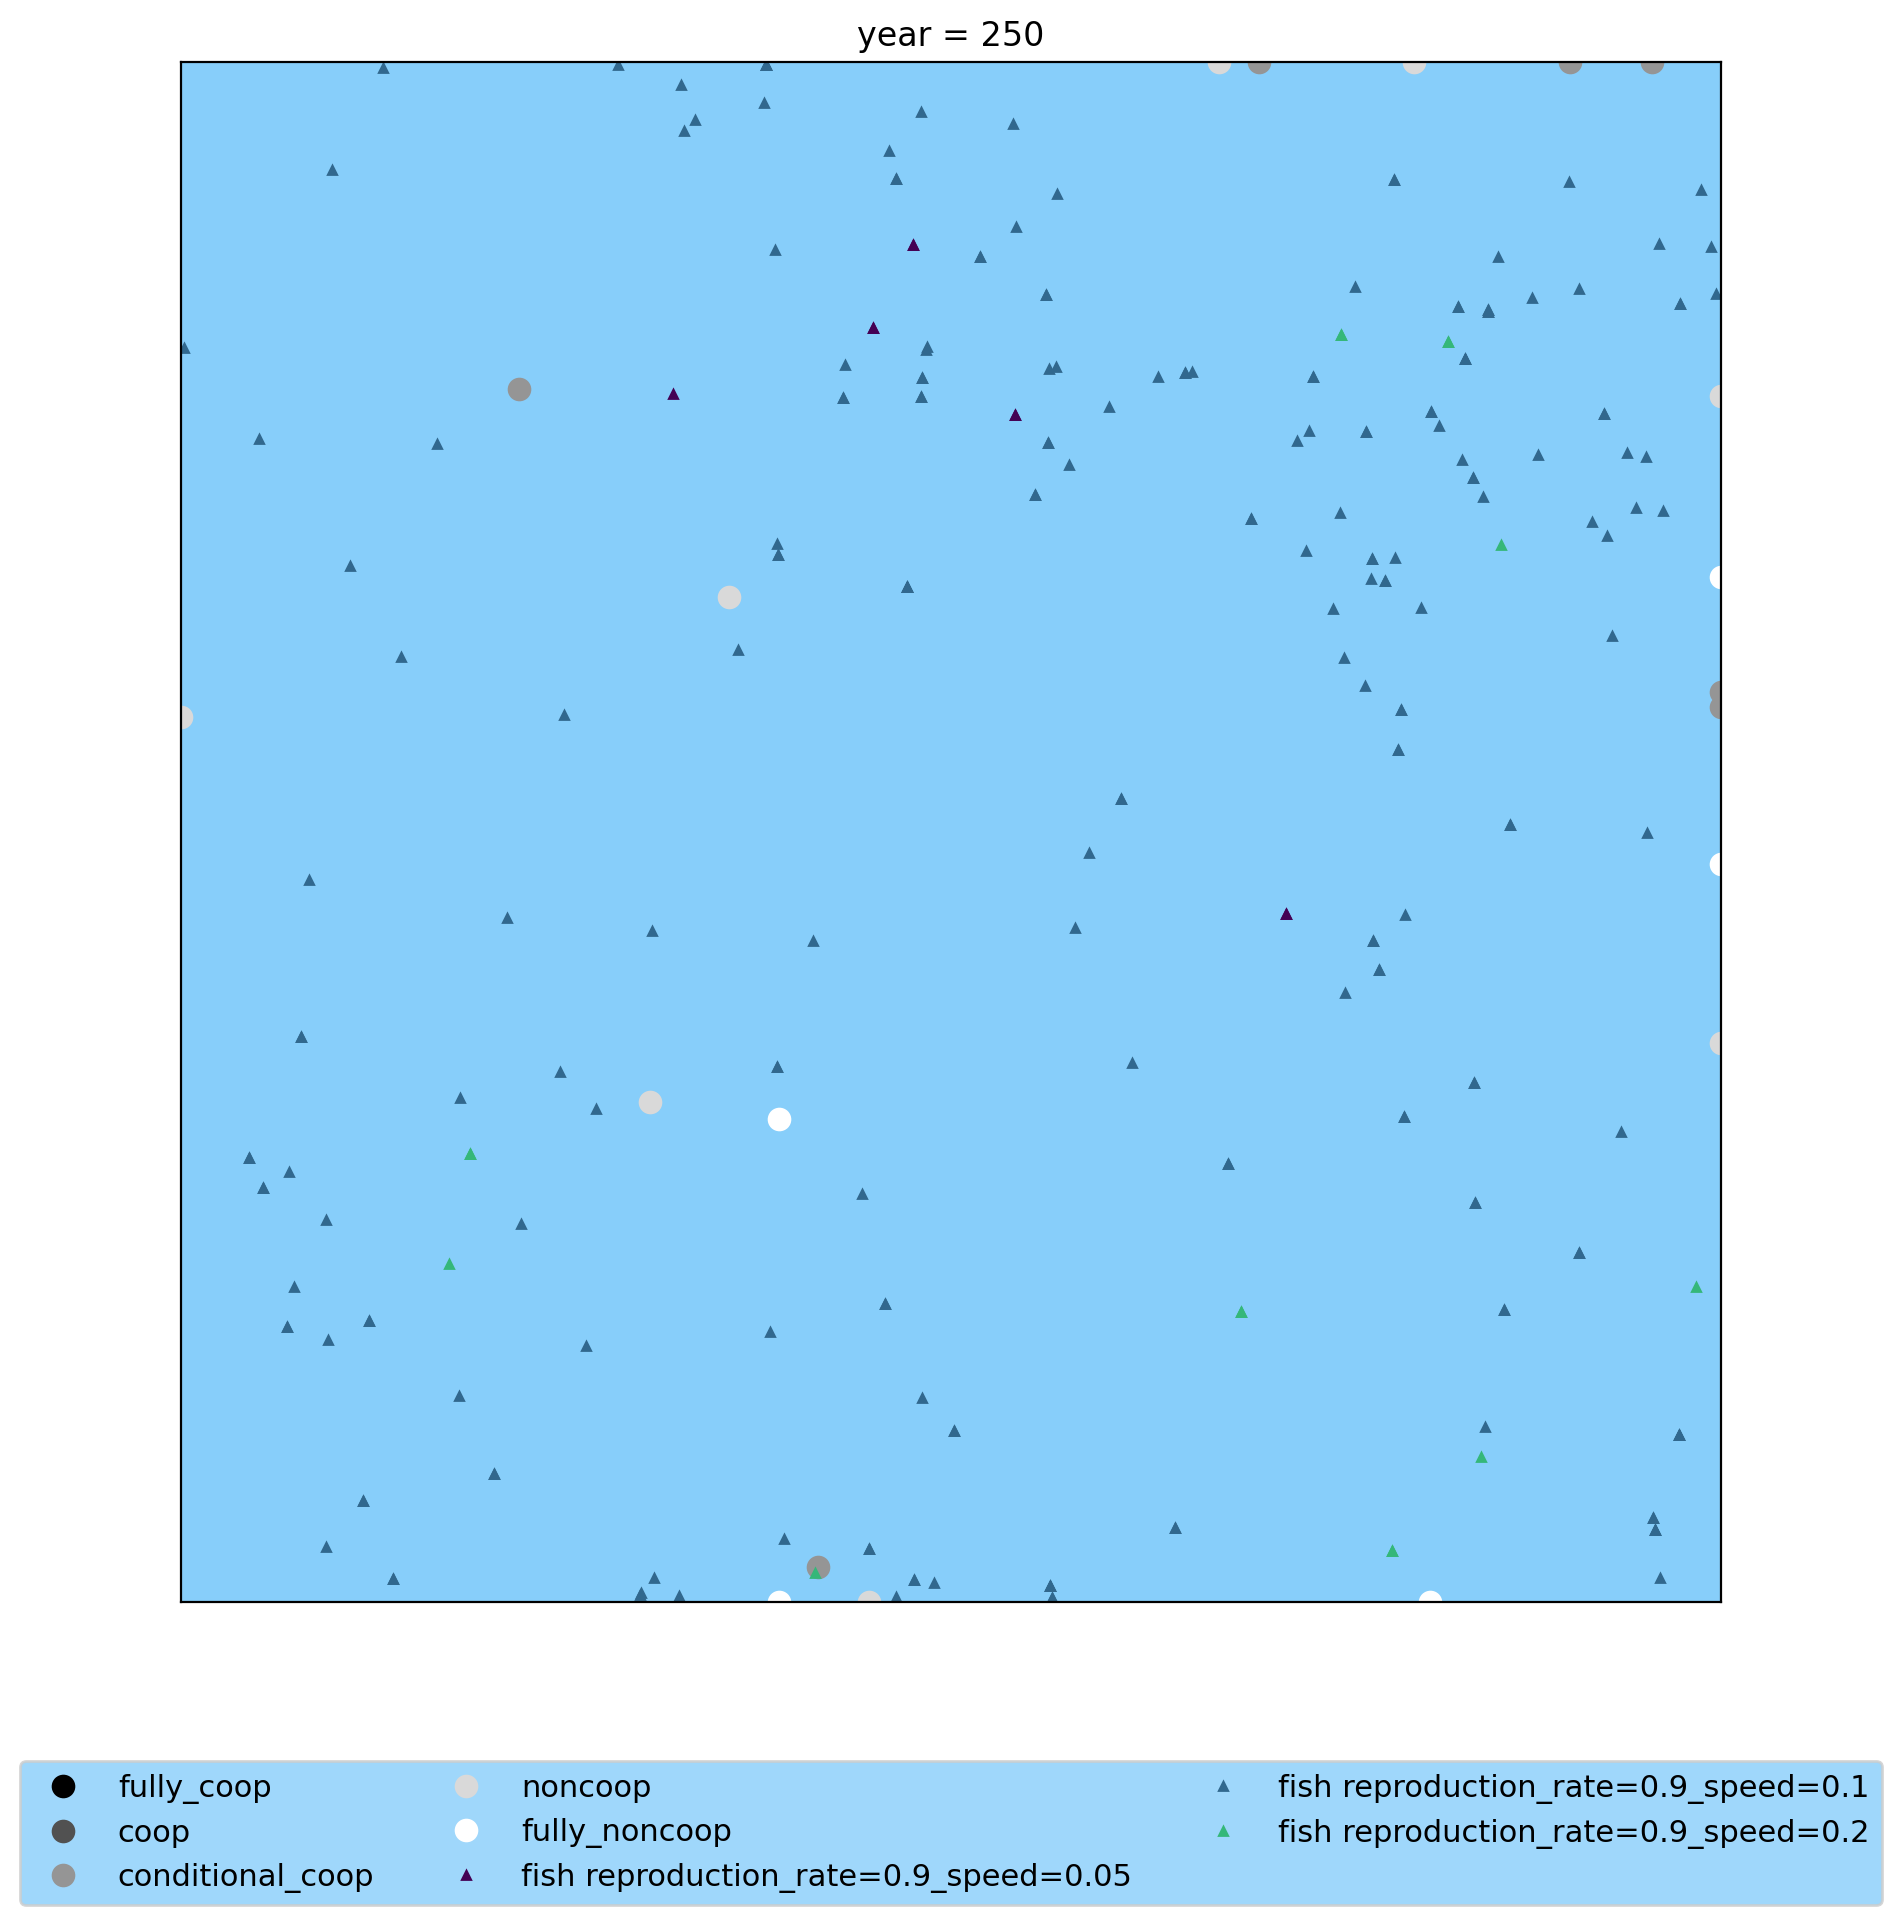 year = 250
fully_coop
coop
conditional_coop
noncoop
fully_noncoop
fish reproduction_rate=0.9_speed=0.05
fish reproduction_rate=0.9_speed=0.1
fish reproduction_rate=0.9_speed=0.2